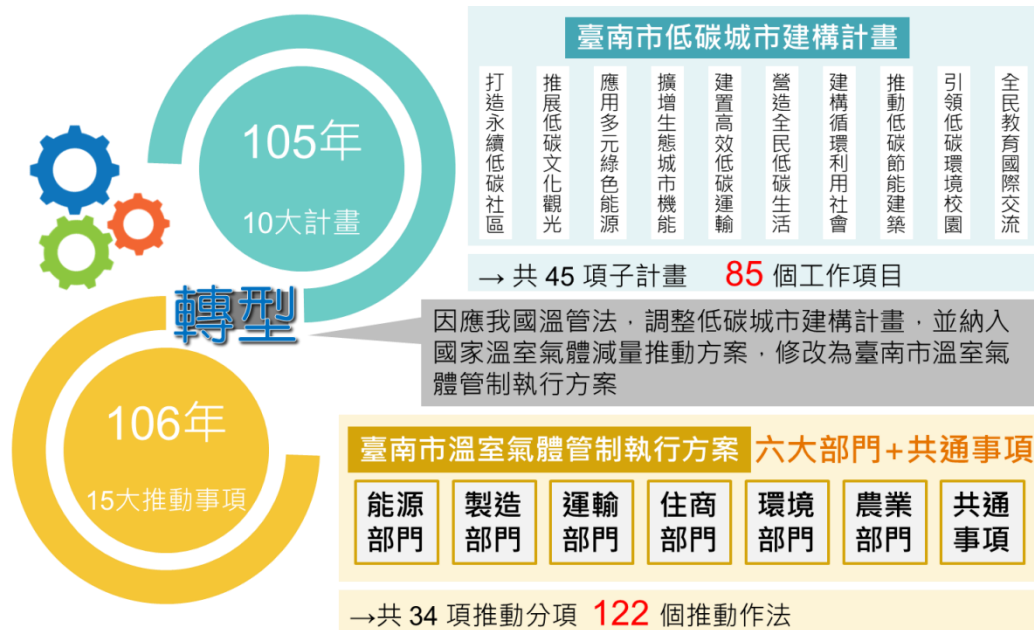 臺南市低碳城市建構計畫
打造永續低碳社區
推展低碳文化觀光
應用多元綠色能源
擴增生態城市機能
建置高效低碳運輸
營造全民低碳生活
建構循環利用社會
推動低碳節能建築
引領低碳環境校園
全民教育國際交流
105年
10大計畫
→ 共 45 項子計畫 85 個工作項目
轉型
因應我國溫管法，調整低碳城市建構計畫，並納入
國家溫室氣體減量推動方案，修改為臺南市溫室氣
體管制執行方案
106年
15大推動事項
臺南市溫室氣體管制執行方案 六大部門+共通事項
能源
部門
製造
部門
運輸
部門
住商
部門
環境
部門
農業
部門
共通
事項
→共 34 項推動分項 122 個推動作法